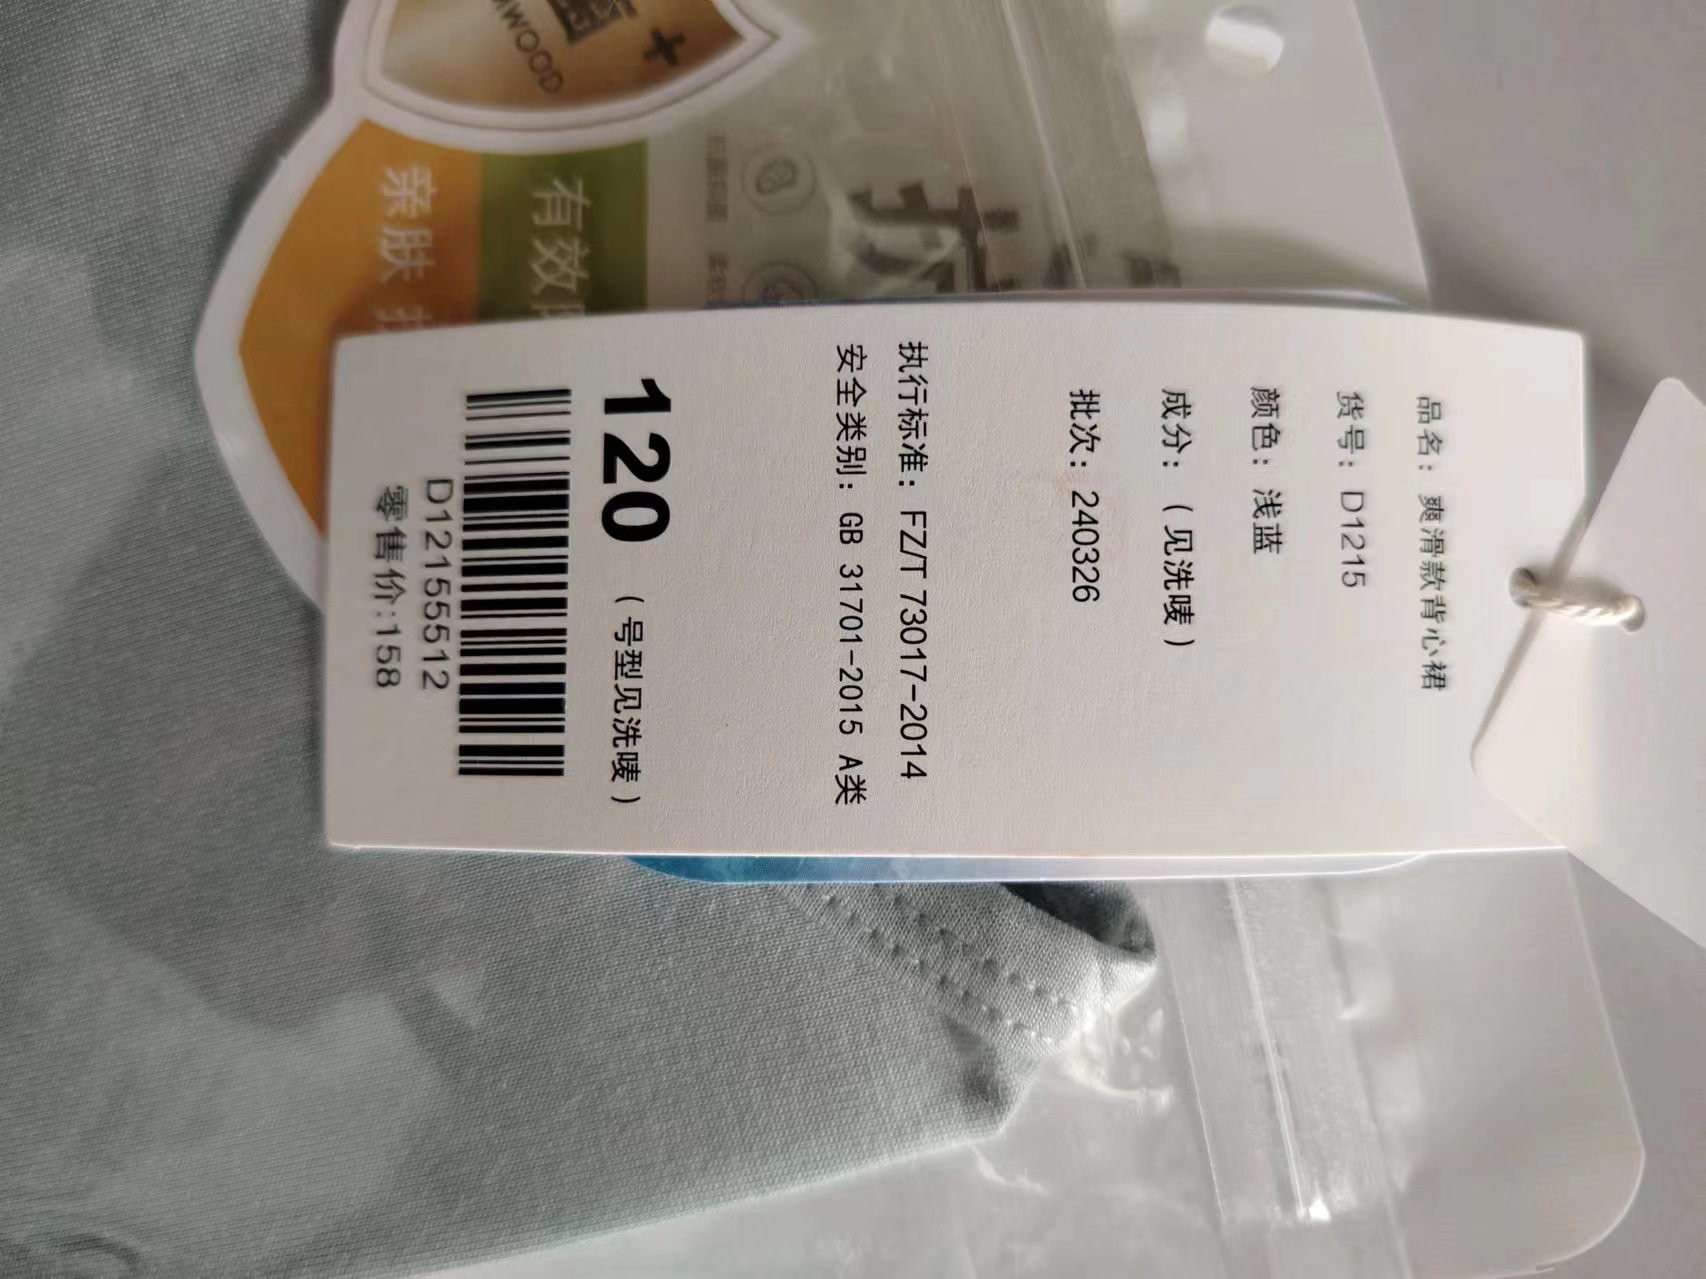 品名：爽滑款背心裙
货号：D1215
颜色：浅蓝
成分：（见洗唛）
批次：240326
执行标准：FZ/T 73017-2014
安全类别：GB 31701-2015 A类
120（号型见洗唛）
D12155512
零售价:158
WOOD
+
有效
亲肤